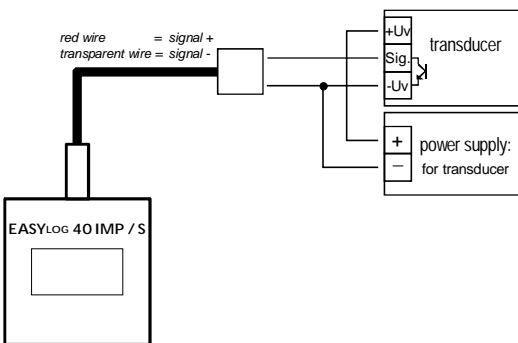 red wire = signal +
transparent wire = signal -
+Uv
transducer
Sig.
-Uv
+
power supply:
–
for transducer
EASYLOG 40 IMP / S